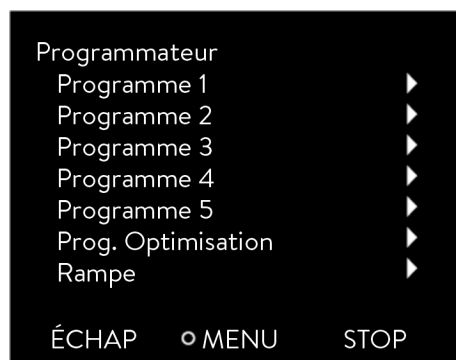 Programmateur
Programme 1
Programme 2
Programme 3
Programme 4
Programme 5
Prog. Optimisation
Rampe
ÉCHAP MENU STOP